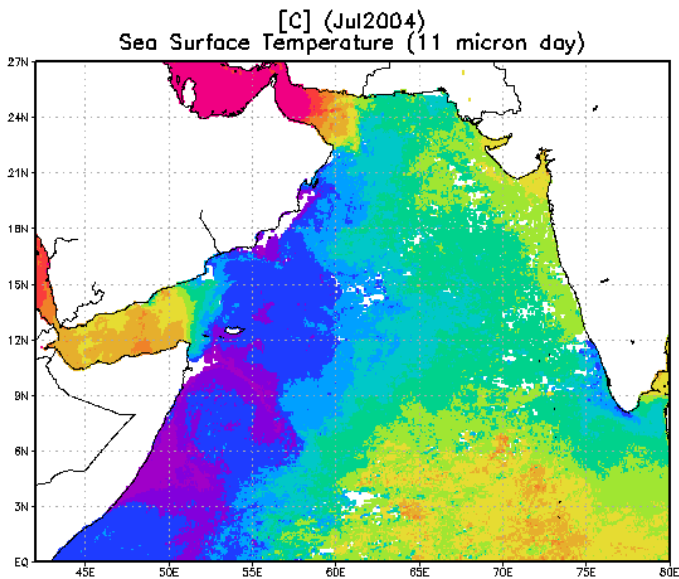 [C] (Jul2004)
Sea Surface Temperature (11 micron day)
27N
24N
21N
18N
15N
12N
9N
6N
3N
EQ
45E 50E 55E 60E 65E 70E 75E 80E